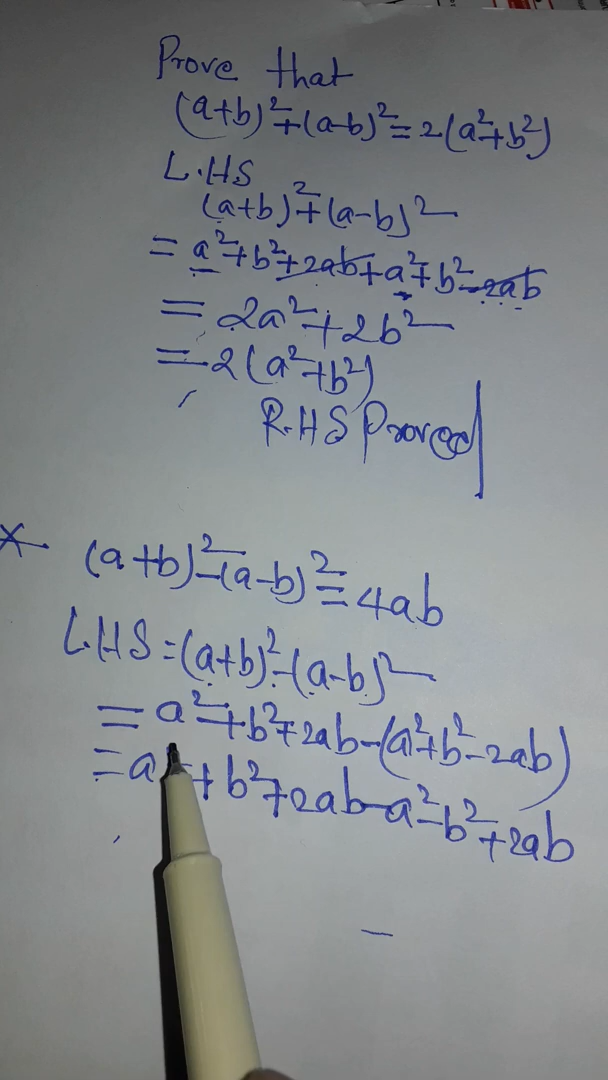 Prove that
(a+b)²+(a-b)²=2(a²+b²)
L.HS
(a+b)²+(a-b)²
= a²+b²+2ab+a²+b²-2ab
= 2a²+2b²
= 2(a²+b²)
R.HS Proved
* (a+b)²-(a-b)²=4ab
L.HS=(a+b)²-(a-b)²
= a²+b²+2ab-(a²+b²-2ab)
= a²+b²+2ab-a²-b²+2ab